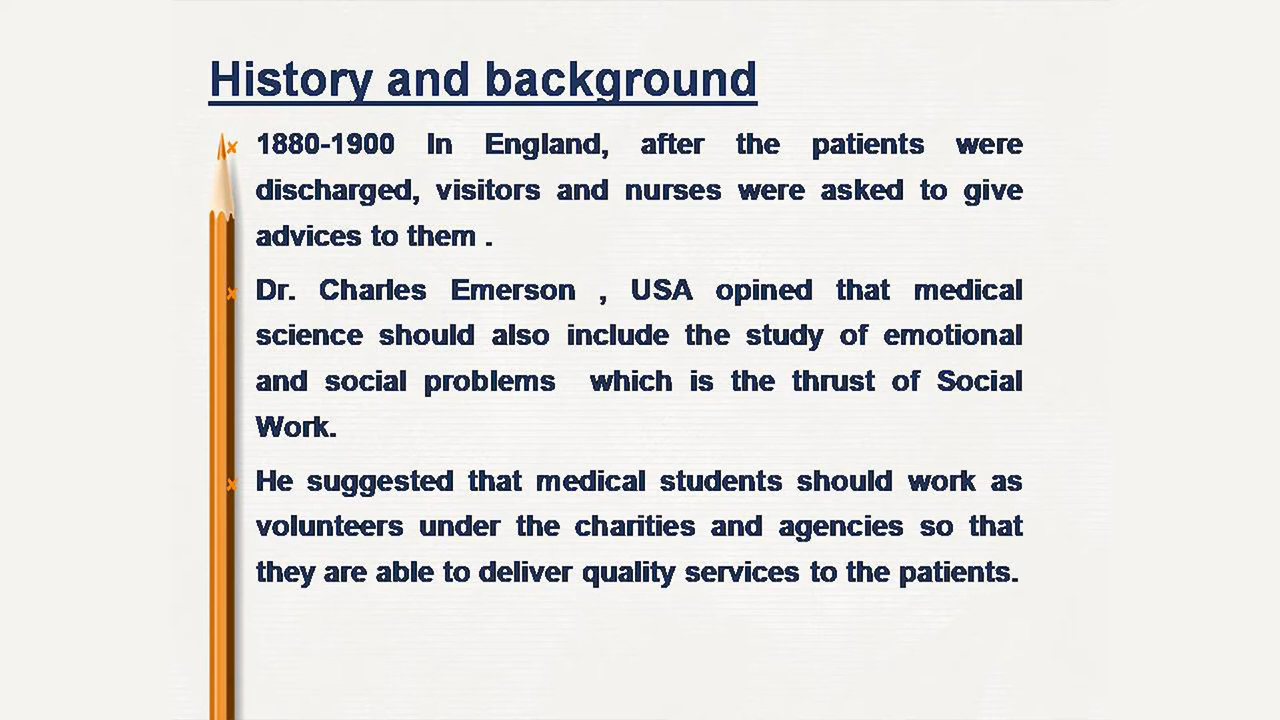 History and background
1880-1900 In England, after the patients were
discharged, visitors and nurses were asked to give
advices to them .
Dr. Charles Emerson , USA opined that medical
science should also include the study of emotional
and social problems which is the thrust of Social
Work.
He suggested that medical students should work as
volunteers under the charities and agencies so that
they are able to deliver quality services to the patients.